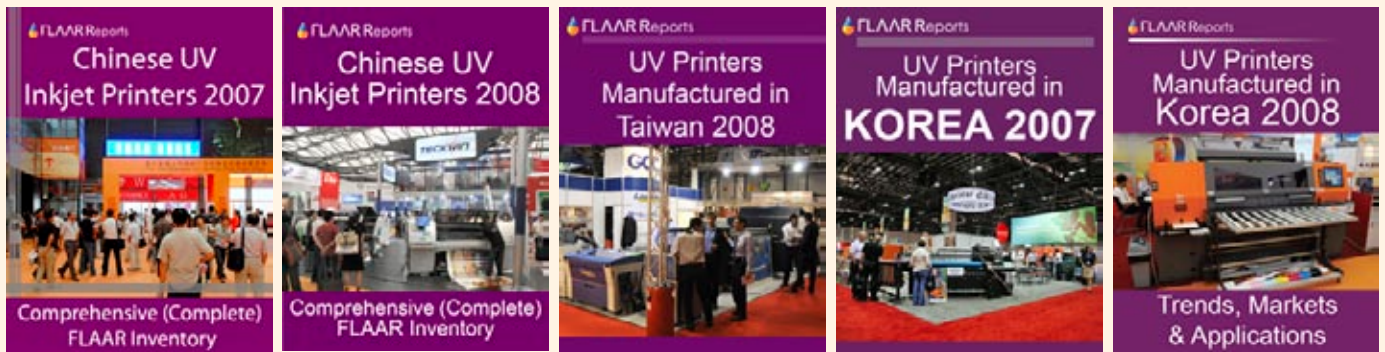 FLAAR Reports
Chinese UV
Inkjet Printers 2007
Comprehensive (Complete)
FLAAR Inventory
FLAAR Reports
Chinese UV
Inkjet Printers 2008
TECKWIN
Comprehensive (Complete)
FLAAR Inventory
FLAAR Reports
UV Printers
Manufactured in
Taiwan 2008
FLAAR Reports
UV Printers
Manufactured in
KOREA 2007
FLAAR Reports
UV Printers
Manufactured in
Korea 2008
Trends, Markets
& Applications